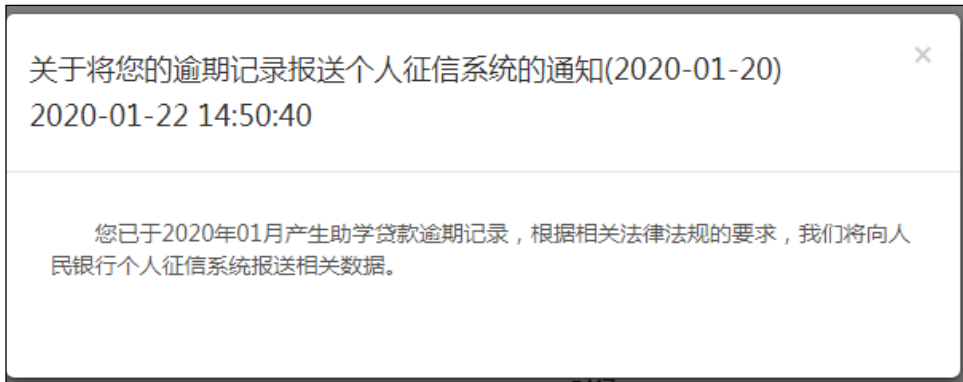 关于将您的逾期记录报送个人征信系统的通知(2020-01-20)
2020-01-22 14:50:40
×
您已于2020年01月产生助学贷款逾期记录，根据相关法律法规的要求，我们将向人
民银行个人征信系统报送相关数据。